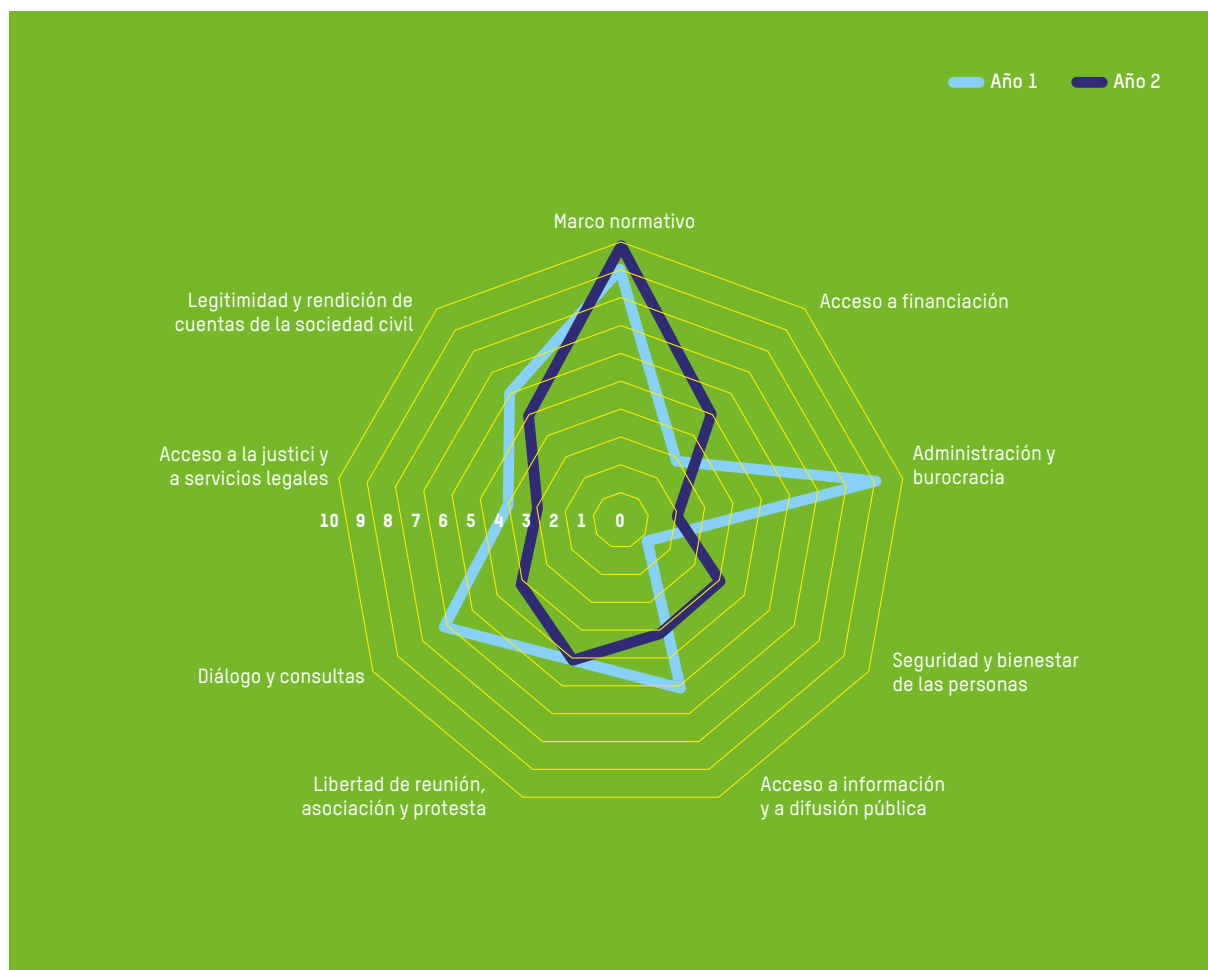 Año 1
Año 2
Marco normativo
Legitimidad y rendición de
cuentas de la sociedad civil
Acceso a financiación
Acceso a la justici y
a servicios legales
Administración y
burocracia
10 9 8 7 6 5 4 3 2 1 0
Diálogo y consultas
Seguridad y bienestar
de las personas
Libertad de reunión,
asociación y protesta
Acceso a información
y a difusión pública